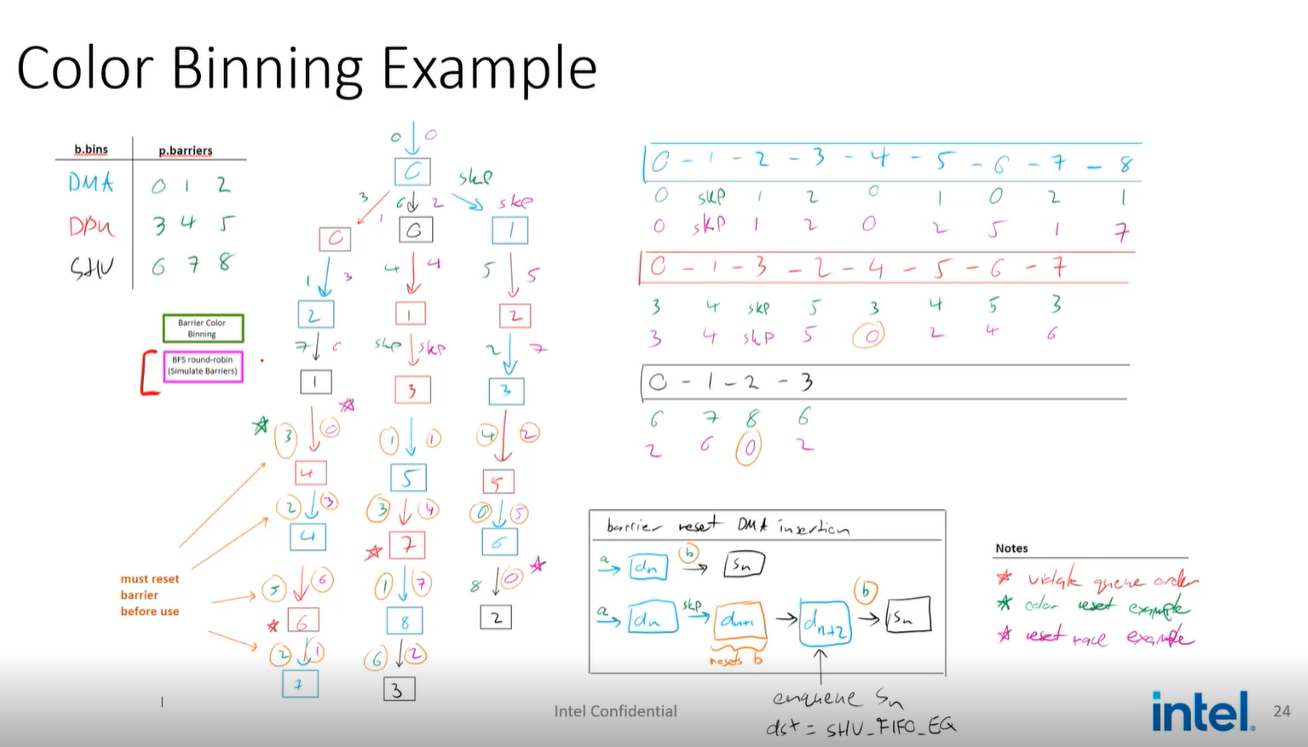 Color Binning Example
b.bins p.barriers
DMA 0 1 2
DPU 3 4 5
SHV 6 7 8
Barrier Color
Binning
BFS round-robin
(Simulate Barriers)
0 0
0
skp
3 6 2 skp
1
0 0 1
1 3 4 4 5 5
2 1 2
7 6 skp skp 2 7
1 3 3
3 0 1 1 4 2
4 5 5
2 3 3 4 0 5
4 7 6
must reset
barrier
before use
5 6 1 7 8 0
6 8 2
2 1 6 2
7 3
0 - 1 - 2 - 3 - 4 - 5 - 6 - 7 - 8
0 skp 1 2 0 1 0 2 1
0 skp 1 2 0 2 5 1 7
0 - 1 - 3 - 2 - 4 - 5 - 6 - 7
3 4 skp 5 3 4 5 3
3 4 skp 5 0 2 4 6
0 - 1 - 2 - 3
6 7 8 6
2 6 0 2
barrier reset DMA insertion
a dn b Sn
a dn skp dn+1 dn+2 b Sn
resets b
enqueue Sn
dst = SHV_FIFO_EQ
Notes
violate queue order
color reset example
reset race example
Intel Confidential
intel.
24